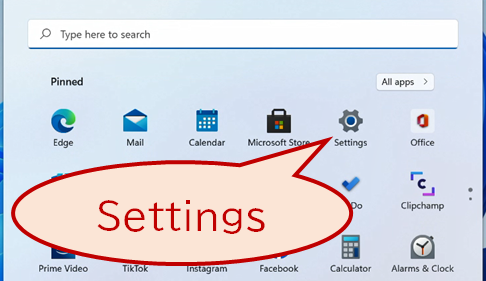 Type here to search
Pinned
All apps
Edge
Mail
Calendar
Microsoft Store
Settings
Office
Settings
Do
Clipchamp
Prime Video
TikTok
Instagram
Facebook
Calculator
Alarms & Clock